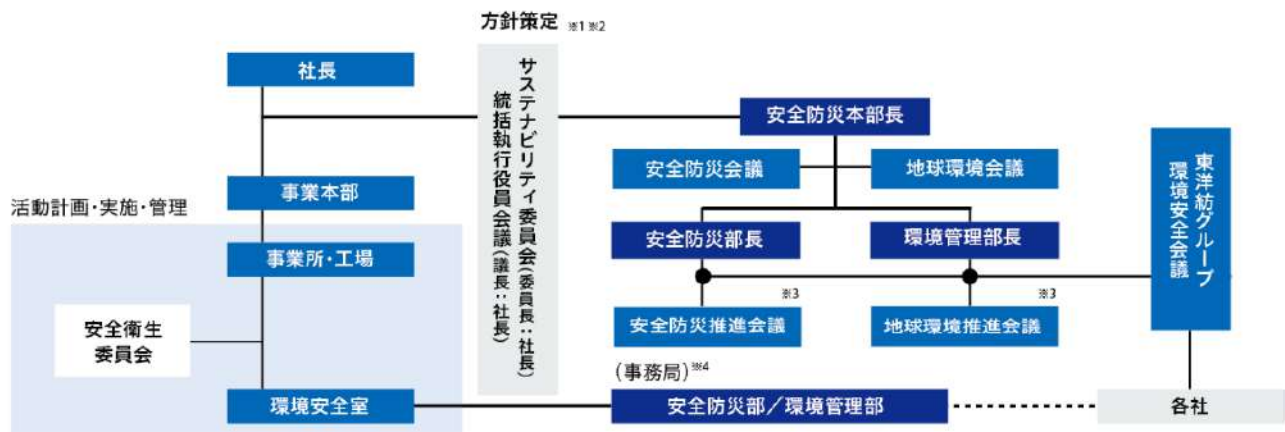 方針策定 ※1 ※2
社長
サステナビリティ委員会(委員長：社長)
統括執行役員会議(議長：社長)
安全防災本部長
安全防災会議
地球環境会議
東洋紡グループ
環境安全会議
事業本部
活動計画・実施・管理
安全防災部長
環境管理部長
事業所・工場
※3
※3
安全衛生
委員会
安全防災推進会議
地球環境推進会議
(事務局)※4
環境安全室
安全防災部／環境管理部
各社